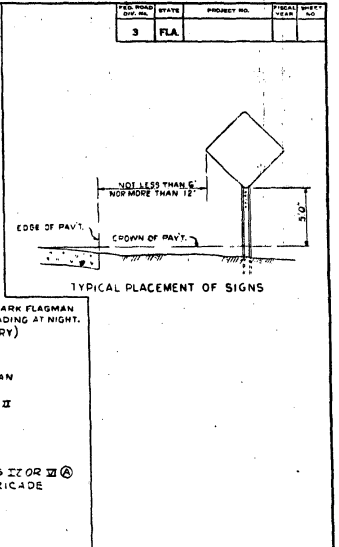 FED. ROAD DIV. NO. STATE PROJECT NO. FISCAL YEAR SHEET NO
3 FLA.
NOT LESS THAN 6'
NOR MORE THAN 12'
5'0"
EDGE OF PAV'T.
CROWN OF PAV'T.
TYPICAL PLACEMENT OF SIGNS
ARK FLAGMAN
ADING AT NIGHT.
RY)
AN
II
OR VI A
ICADE